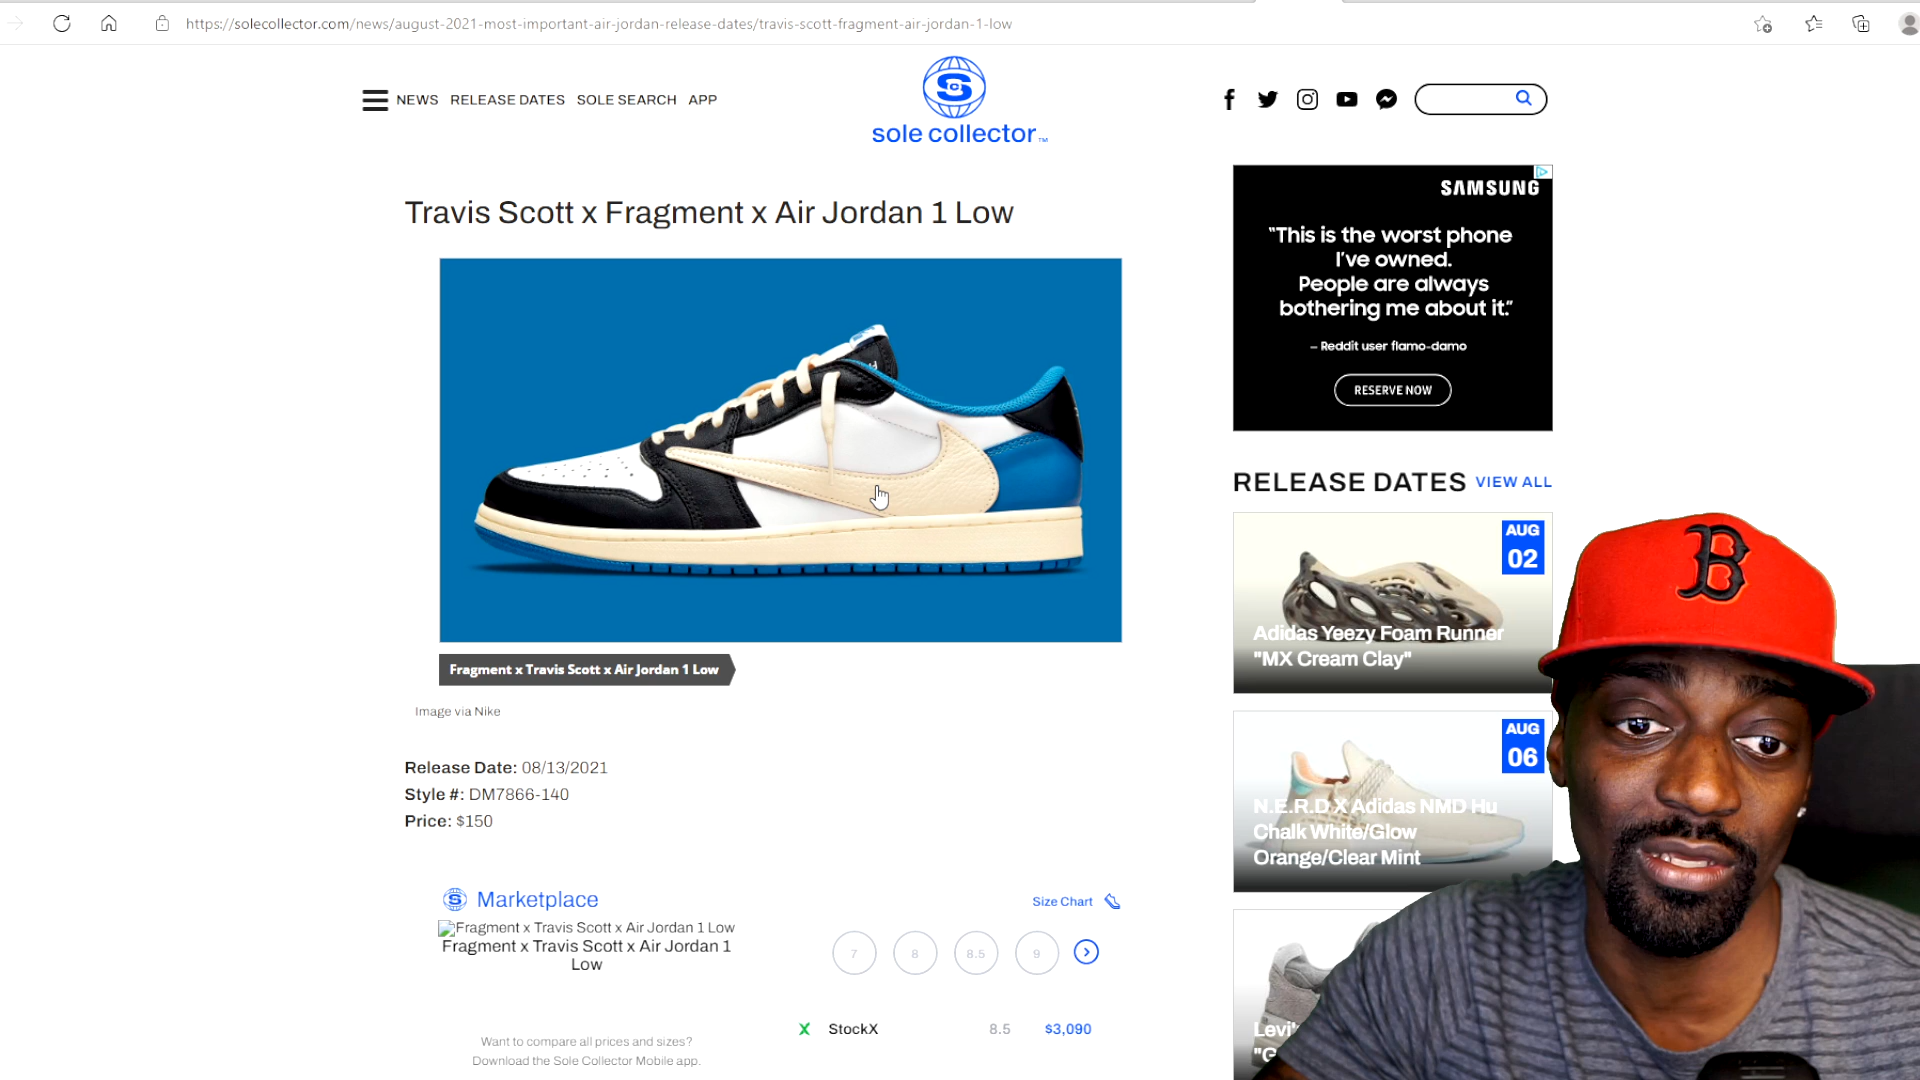 https://solecollector.com/news/august-2021-most-important-air-jordan-release-dates/travis-scott-fragment-air-jordan-1-low
NEWS RELEASE DATES SOLE SEARCH APP
sole collector™
Travis Scott x Fragment x Air Jordan 1 Low
SAMSUNG
"This is the worst phone
I've owned.
People are always
bothering me about it."
– Reddit user flamo-damo
RESERVE NOW
Fragment x Travis Scott x Air Jordan 1 Low
Image via Nike
Release Date: 08/13/2021
Style #: DM7866-140
Price: $150
Marketplace
Size Chart
Fragment x Travis Scott x Air Jordan 1 Low
Fragment x Travis Scott x Air Jordan 1
Low
7 8 8.5 9
StockX 8.5 $3,090
Want to compare all prices and sizes?
Download the Sole Collector Mobile app.
RELEASE DATES VIEW ALL
AUG
02
Adidas Yeezy Foam Runner
"MX Cream Clay"
AUG
06
N.E.R.D X Adidas NMD Hu
Chalk White/Glow
Orange/Clear Mint
B